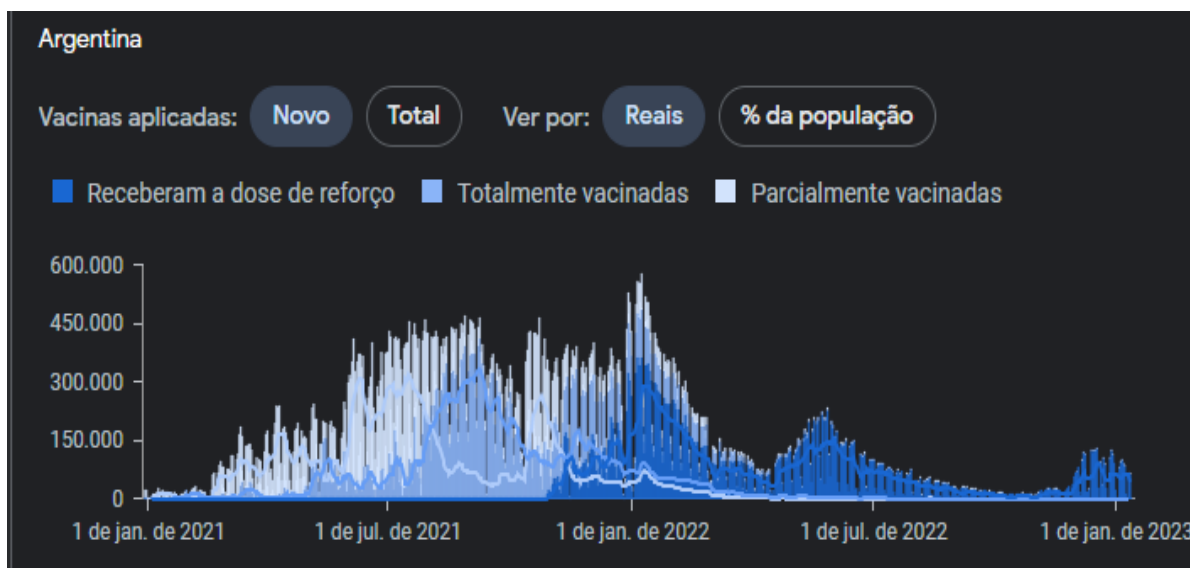 Argentina
Vacinas aplicadas: Novo Total Ver por: Reais % da população
Receberam a dose de reforço Totalmente vacinadas Parcialmente vacinadas
600.000
450.000
300.000
150.000
0
1 de jan. de 2021 1 de jul. de 2021 1 de jan. de 2022 1 de jul. de 2022 1 de jan. de 2023